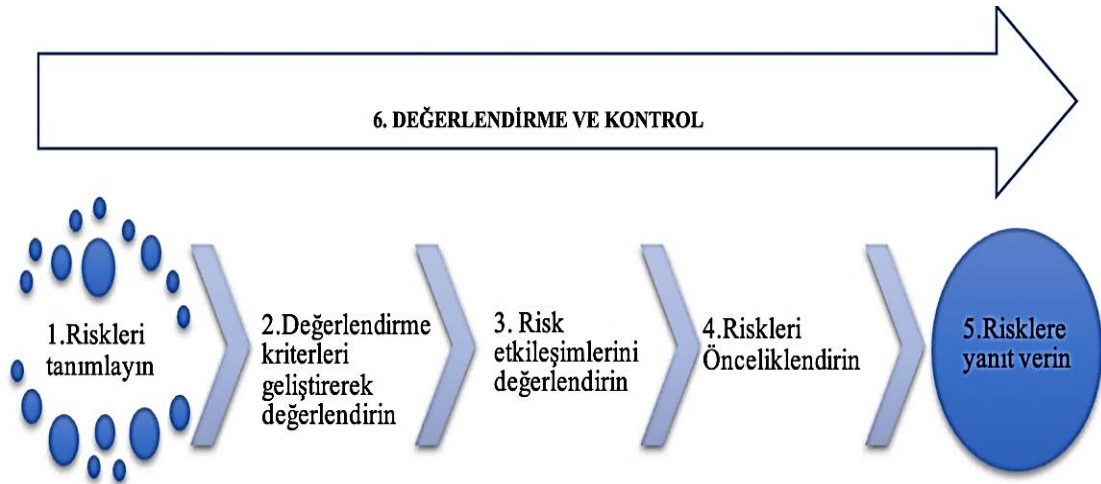 6. DEĞERLENDİRME VE KONTROL
1.Riskleri
tanımlayın
2.Değerlendirme
kriterleri
geliştirerek
değerlendirin
3. Risk
etkileşimlerini
değerlendirin
4.Riskleri
Önceliklendirin
5.Risklere
yanıt verin